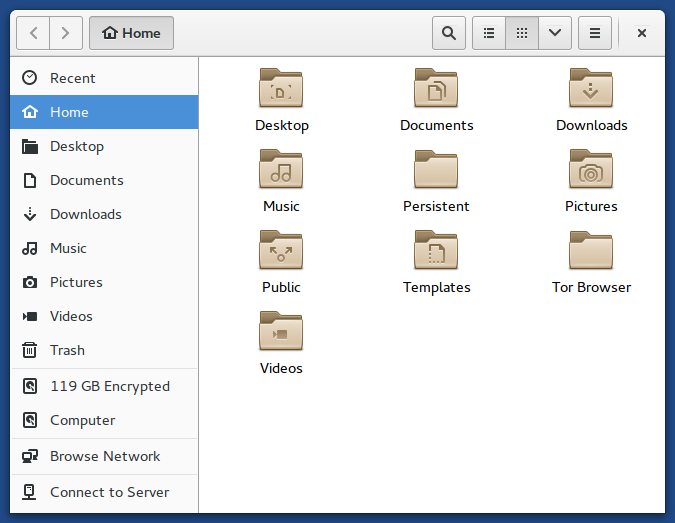 Home
Recent
Home
Desktop
Documents
Downloads
Music
Pictures
Videos
Trash
119 GB Encrypted
Computer
Browse Network
Connect to Server
Desktop Documents Downloads
Music Persistent Pictures
Public Templates Tor Browser
Videos